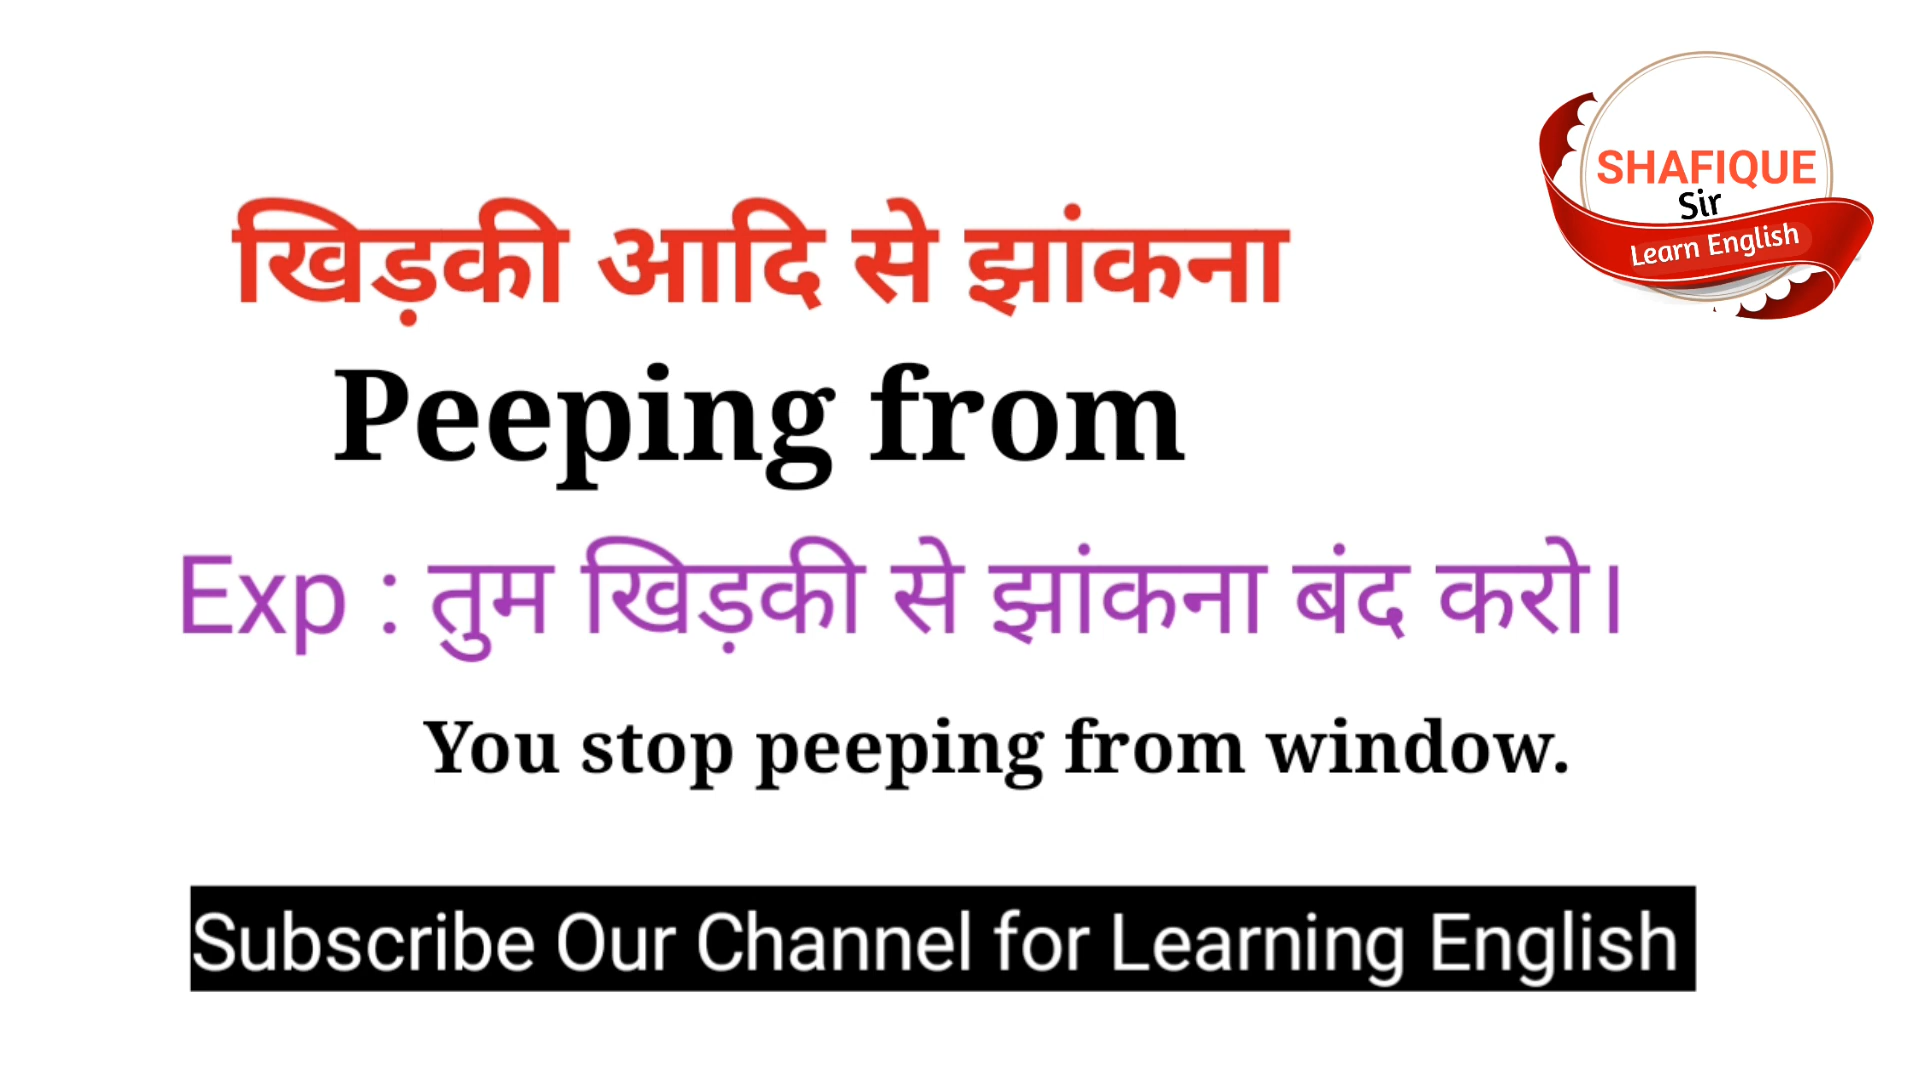 SHAFIQUE
Sir
Learn English
खिड़की आदि से झांकना
Peeping from
Exp : तुम खिड़की से झांकना बंद करो।
You stop peeping from window.
Subscribe Our Channel for Learning English